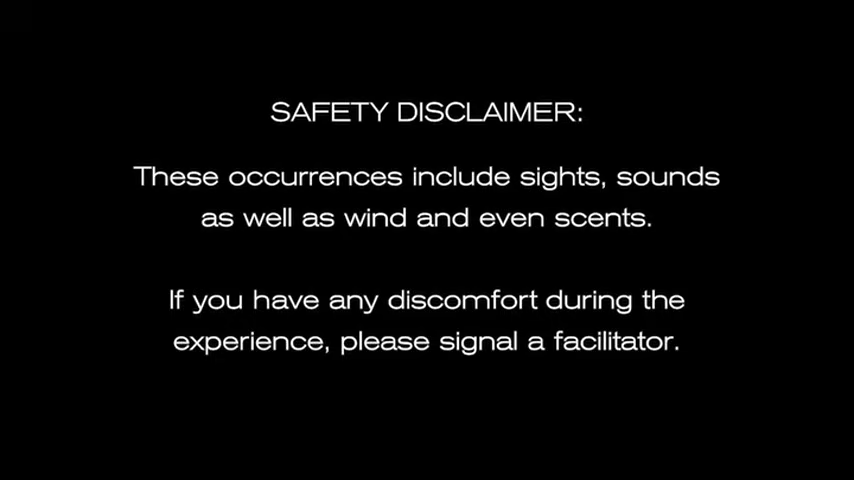 SAFETY DISCLAIMER:
These occurrences include sights, sounds
as well as wind and even scents.
If you have any discomfort during the
experience, please signal a facilitator.